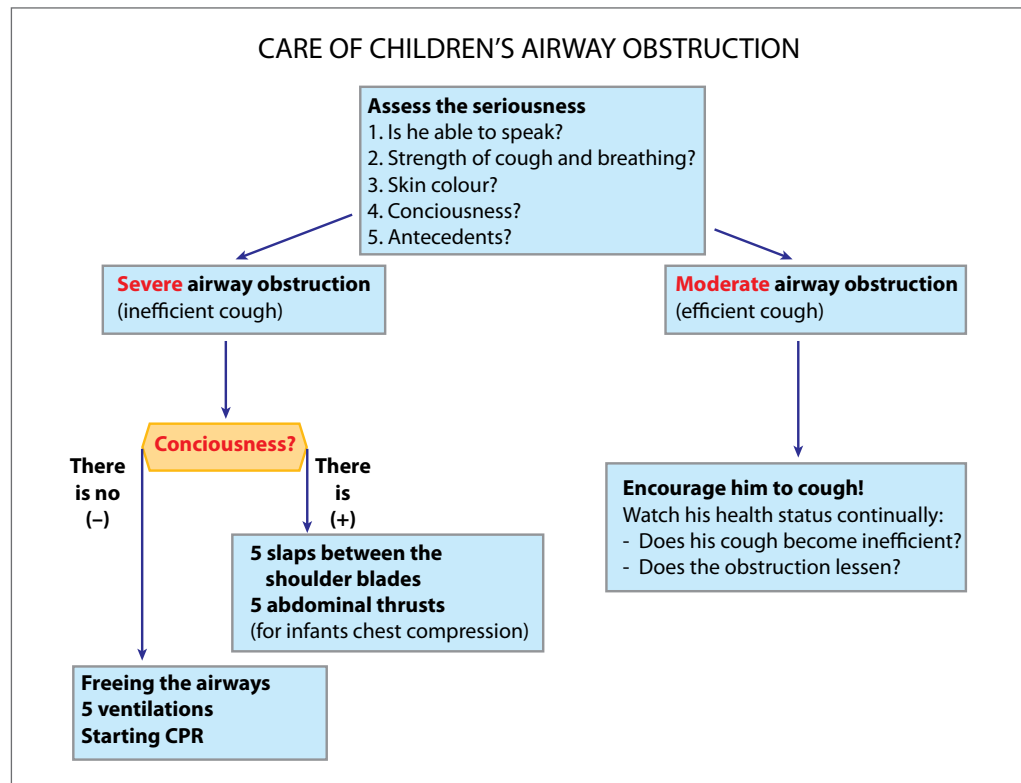 CARE OF CHILDREN'S AIRWAY OBSTRUCTION
Assess the seriousness
1. Is he able to speak?
2. Strength of cough and breathing?
3. Skin colour?
4. Conciousness?
5. Antecedents?
Severe airway obstruction
(inefficient cough)
Moderate airway obstruction
(efficient cough)
Conciousness?
There
is no
(–)
There
is
(+)
5 slaps between the
shoulder blades
5 abdominal thrusts
(for infants chest compression)
Freeing the airways
5 ventilations
Starting CPR
Encourage him to cough!
Watch his health status continually:
- Does his cough become inefficient?
- Does the obstruction lessen?